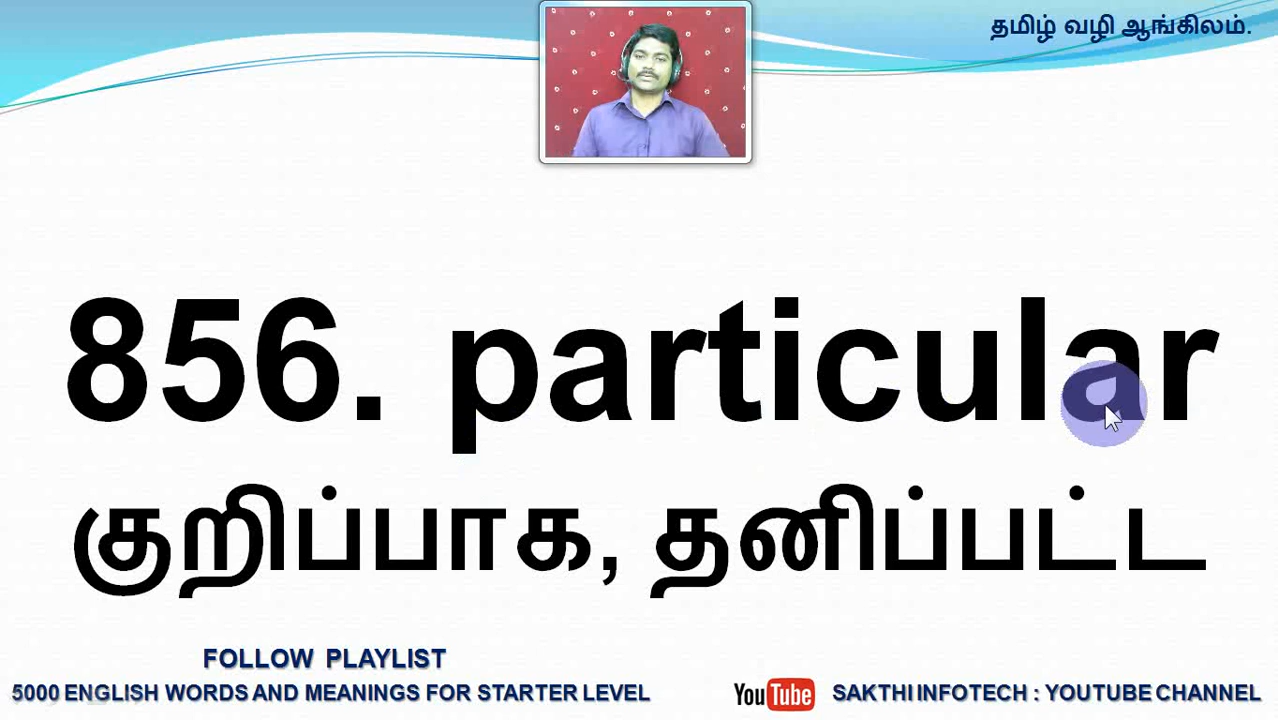 தமிழ் வழி ஆங்கிலம்.
856. particular
குறிப்பாக, தனிப்பட்ட
FOLLOW PLAYLIST
5000 ENGLISH WORDS AND MEANINGS FOR STARTER LEVEL
YouTube SAKTHI INFOTECH : YOUTUBE CHANNEL